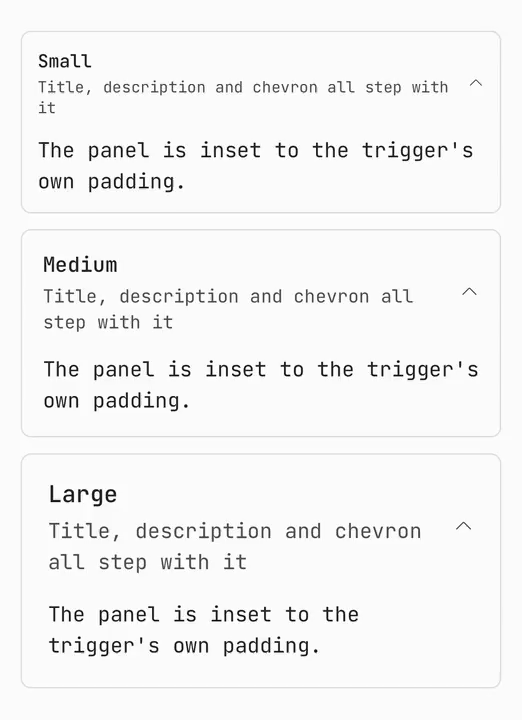 Small
Title, description and chevron all step with
it
The panel is inset to the trigger's
own padding.
Medium
Title, description and chevron all
step with it
The panel is inset to the trigger's
own padding.
Large
Title, description and chevron
all step with it
The panel is inset to the
trigger's own padding.